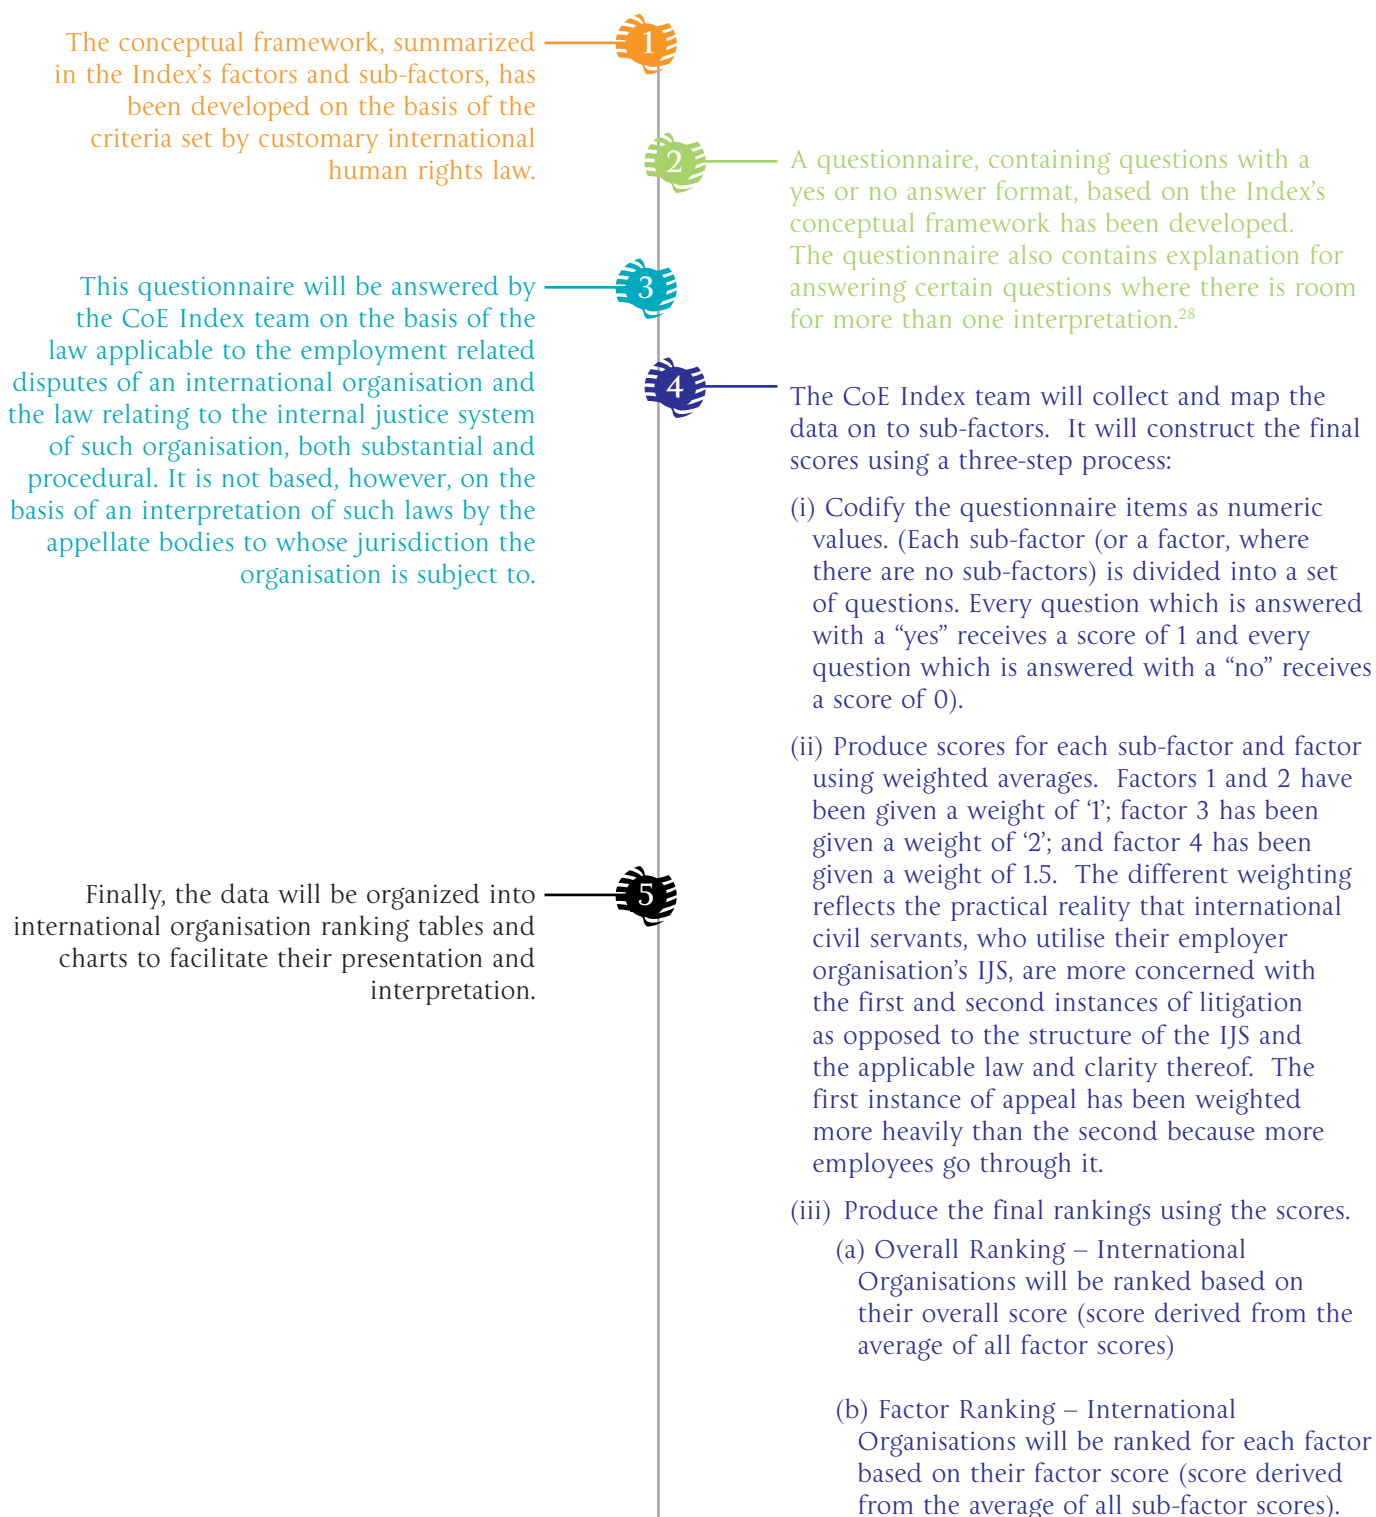 1
The conceptual framework, summarized
in the Index’s factors and sub-factors, has
been developed on the basis of the
criteria set by customary international
human rights law.
2
A questionnaire, containing questions with a
yes or no answer format, based on the Index’s
conceptual framework has been developed.
The questionnaire also contains explanation for
answering certain questions where there is room
for more than one interpretation.28
3
This questionnaire will be answered by
the CoE Index team on the basis of the
law applicable to the employment related
disputes of an international organisation and
the law relating to the internal justice system
of such organisation, both substantial and
procedural. It is not based, however, on the
basis of an interpretation of such laws by the
appellate bodies to whose jurisdiction the
organisation is subject to.
4
The CoE Index team will collect and map the
data on to sub-factors. It will construct the final
scores using a three-step process:
(i) Codify the questionnaire items as numeric
values. (Each sub-factor (or a factor, where
there are no sub-factors) is divided into a set
of questions. Every question which is answered
with a “yes” receives a score of 1 and every
question which is answered with a “no” receives
a score of 0).
(ii) Produce scores for each sub-factor and factor
using weighted averages. Factors 1 and 2 have
been given a weight of ‘1’; factor 3 has been
given a weight of ‘2’; and factor 4 has been
given a weight of 1.5. The different weighting
reflects the practical reality that international
civil servants, who utilise their employer
organisation’s IJS, are more concerned with
the first and second instances of litigation
as opposed to the structure of the IJS and
the applicable law and clarity thereof. The
first instance of appeal has been weighted
more heavily than the second because more
employees go through it.
(iii) Produce the final rankings using the scores.
(a) Overall Ranking – International
Organisations will be ranked based on
their overall score (score derived from the
average of all factor scores)
(b) Factor Ranking – International
Organisations will be ranked for each factor
based on their factor score (score derived
from the average of all sub-factor scores).
5
Finally, the data will be organized into
international organisation ranking tables and
charts to facilitate their presentation and
interpretation.